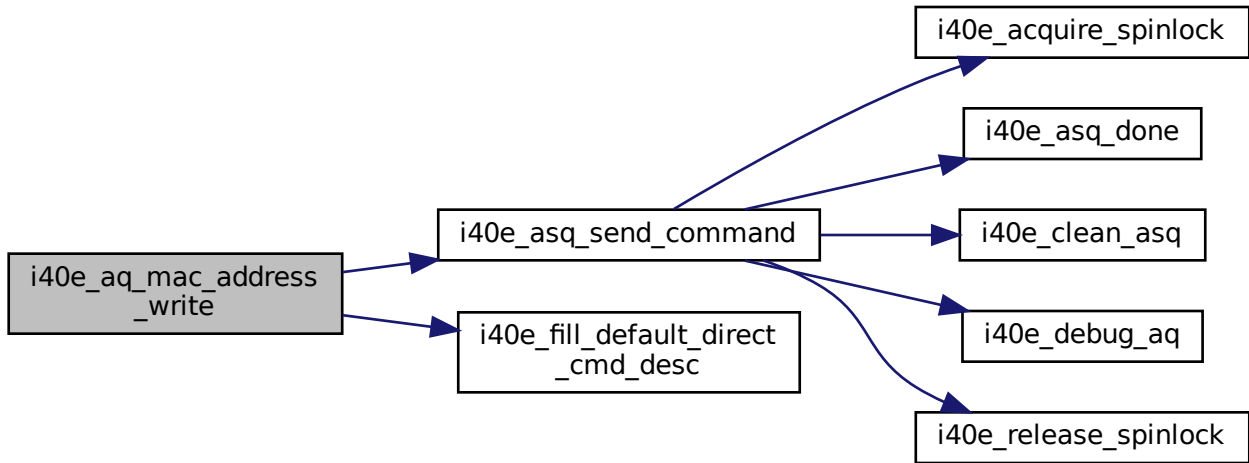 i40e_acquire_spinlock
i40e_asq_done
i40e_asq_send_command
i40e_clean_asq
i40e_aq_mac_address
_write
i40e_fill_default_direct
_cmd_desc
i40e_debug_aq
i40e_release_spinlock